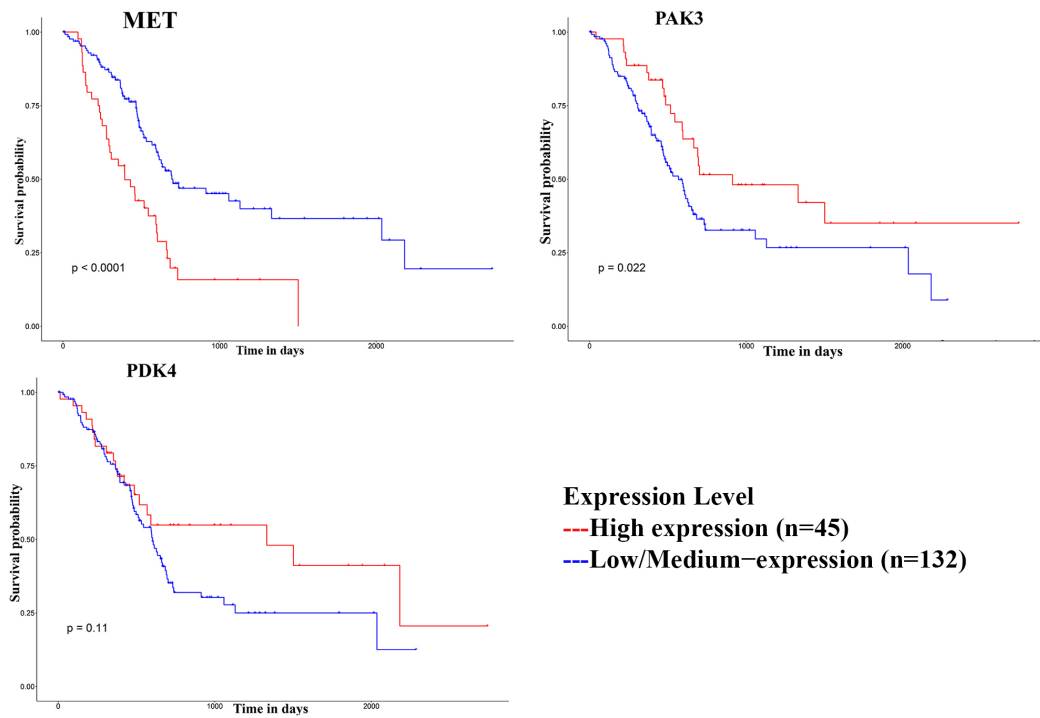 MET
1.00
0.75
0.50
0.25
0.00
Survival probability
p < 0.0001
0
1000
2000
Time in days
PAK3
1.00
0.75
0.50
0.25
0.00
Survival probability
p = 0.022
0
1000
2000
Time in days
PDK4
1.00
0.75
0.50
0.25
0.00
Survival probability
p = 0.11
0
1000
2000
Time in days
Expression Level
---High expression (n=45)
---Low/Medium−expression (n=132)